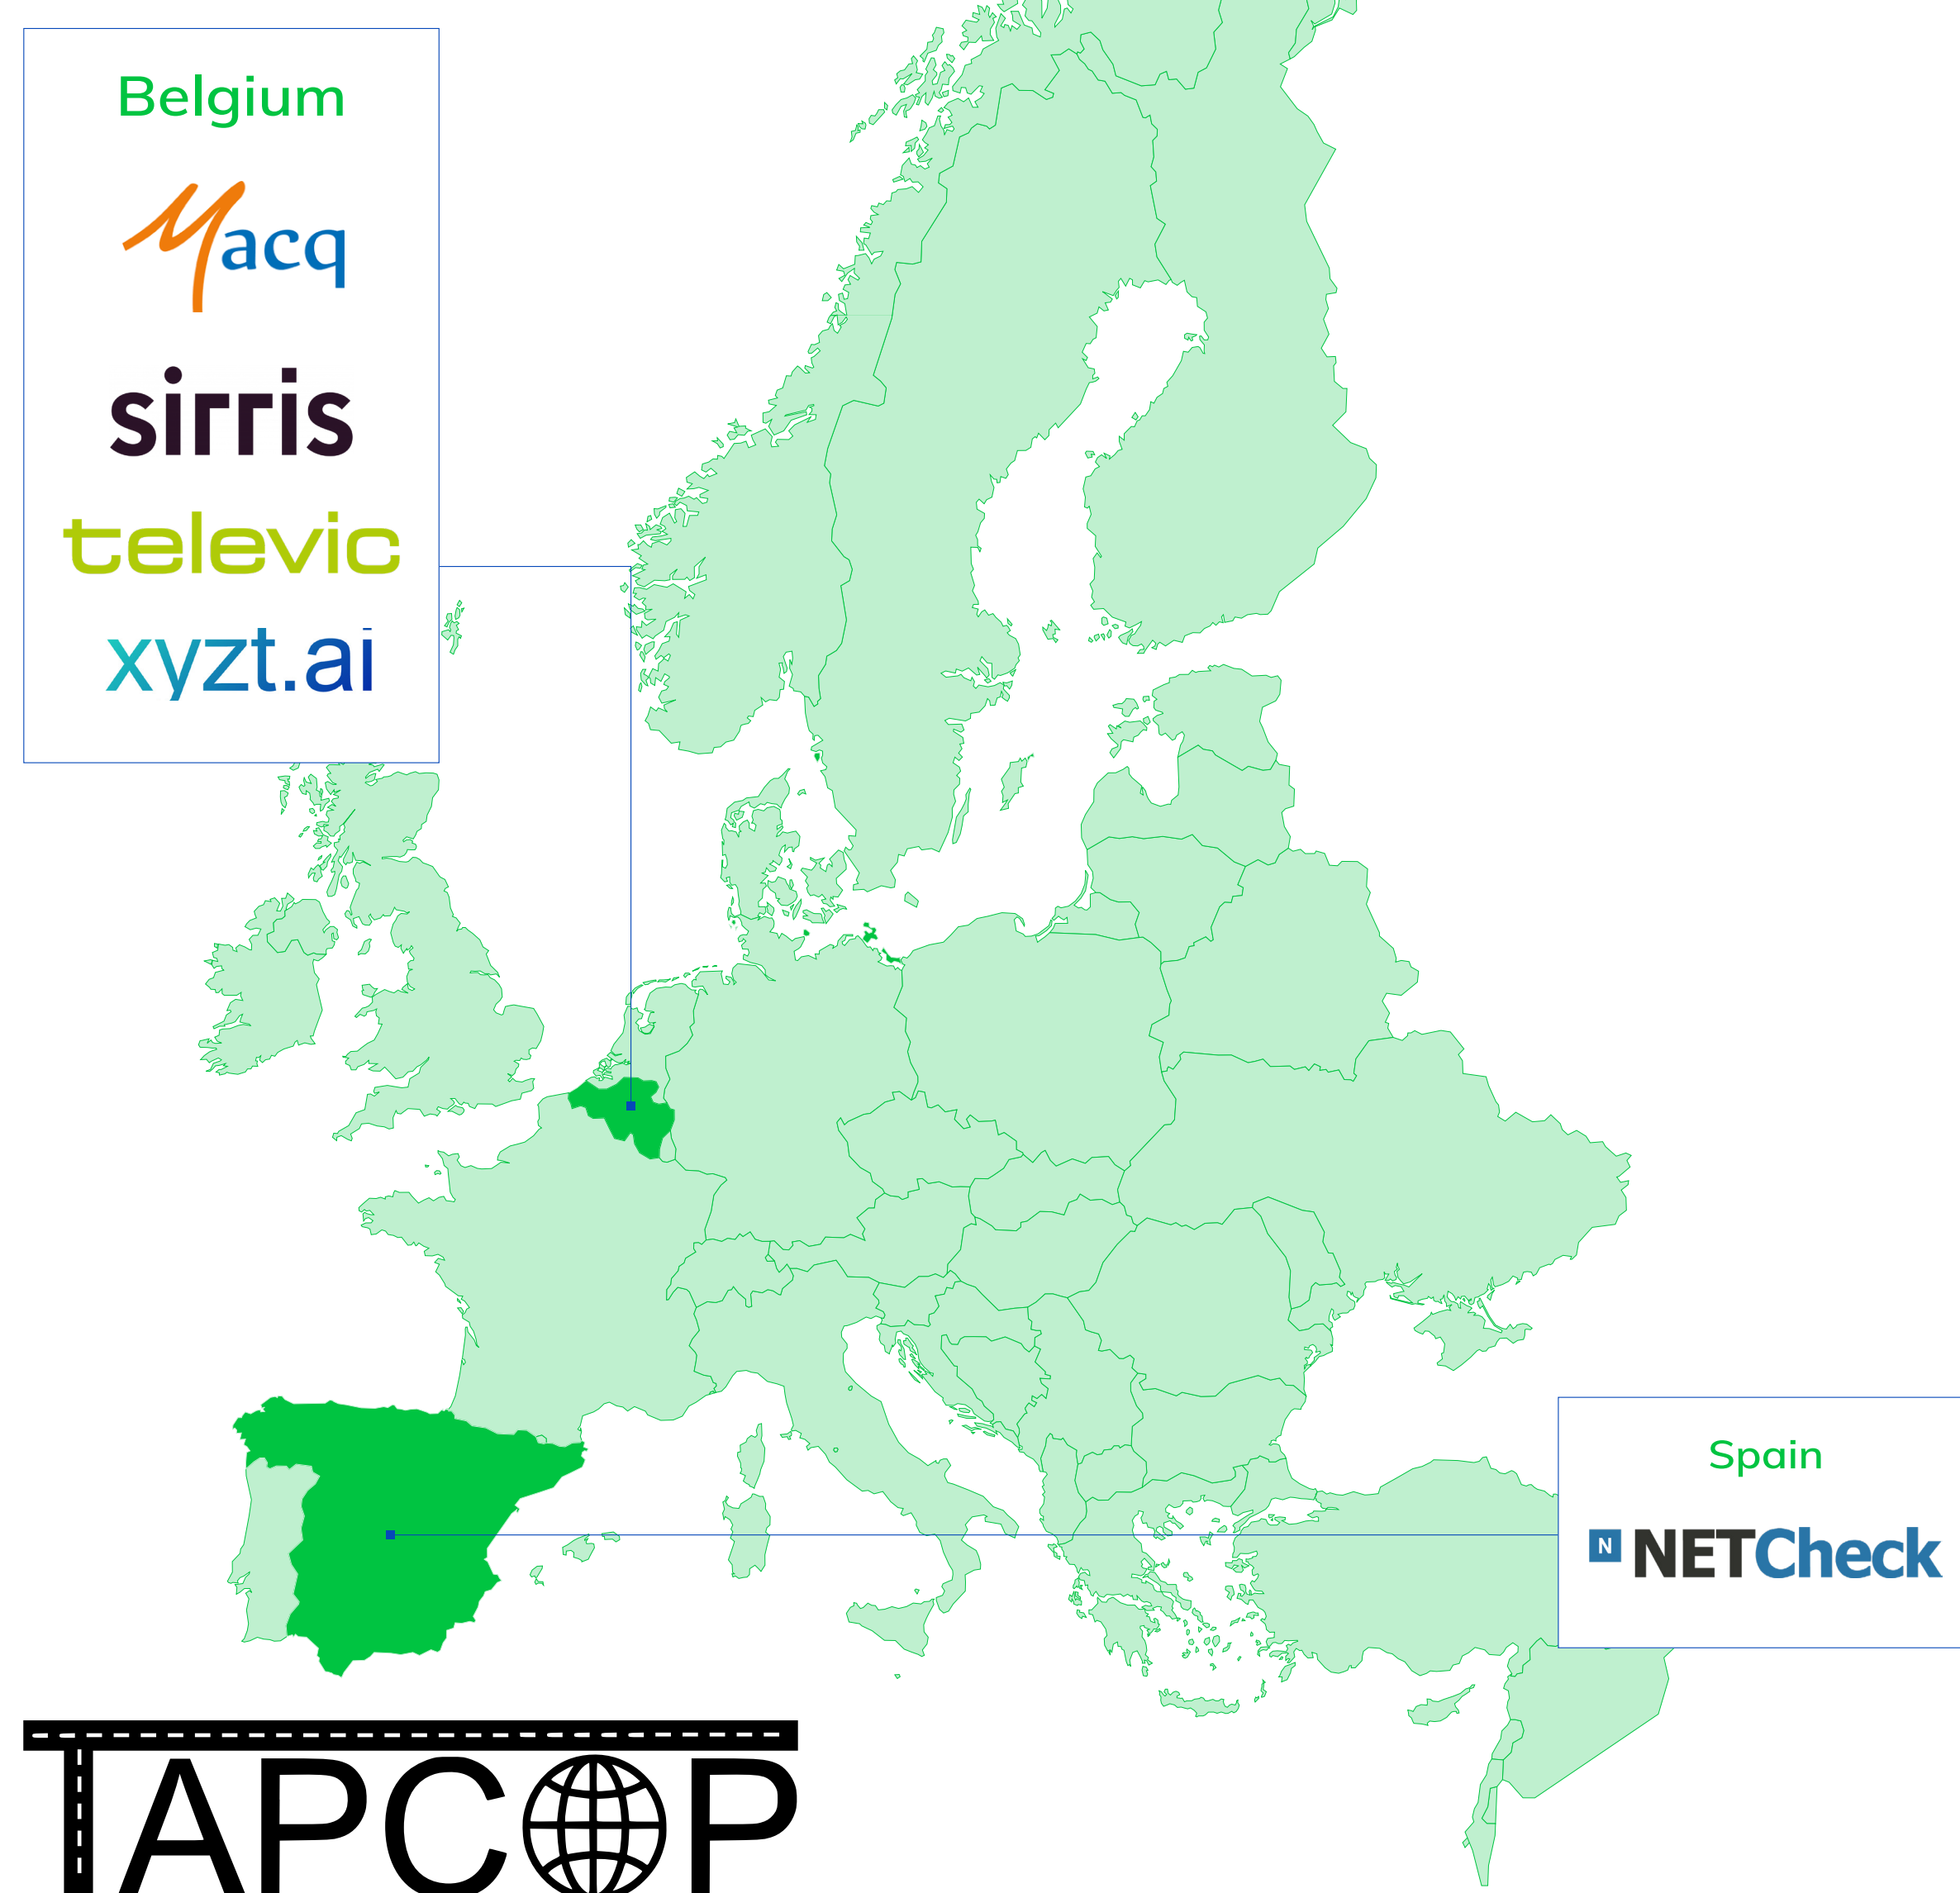 Belgium
Macq
sirris
televic
xyzt.ai
Spain
N NETCheck
TAPCOP